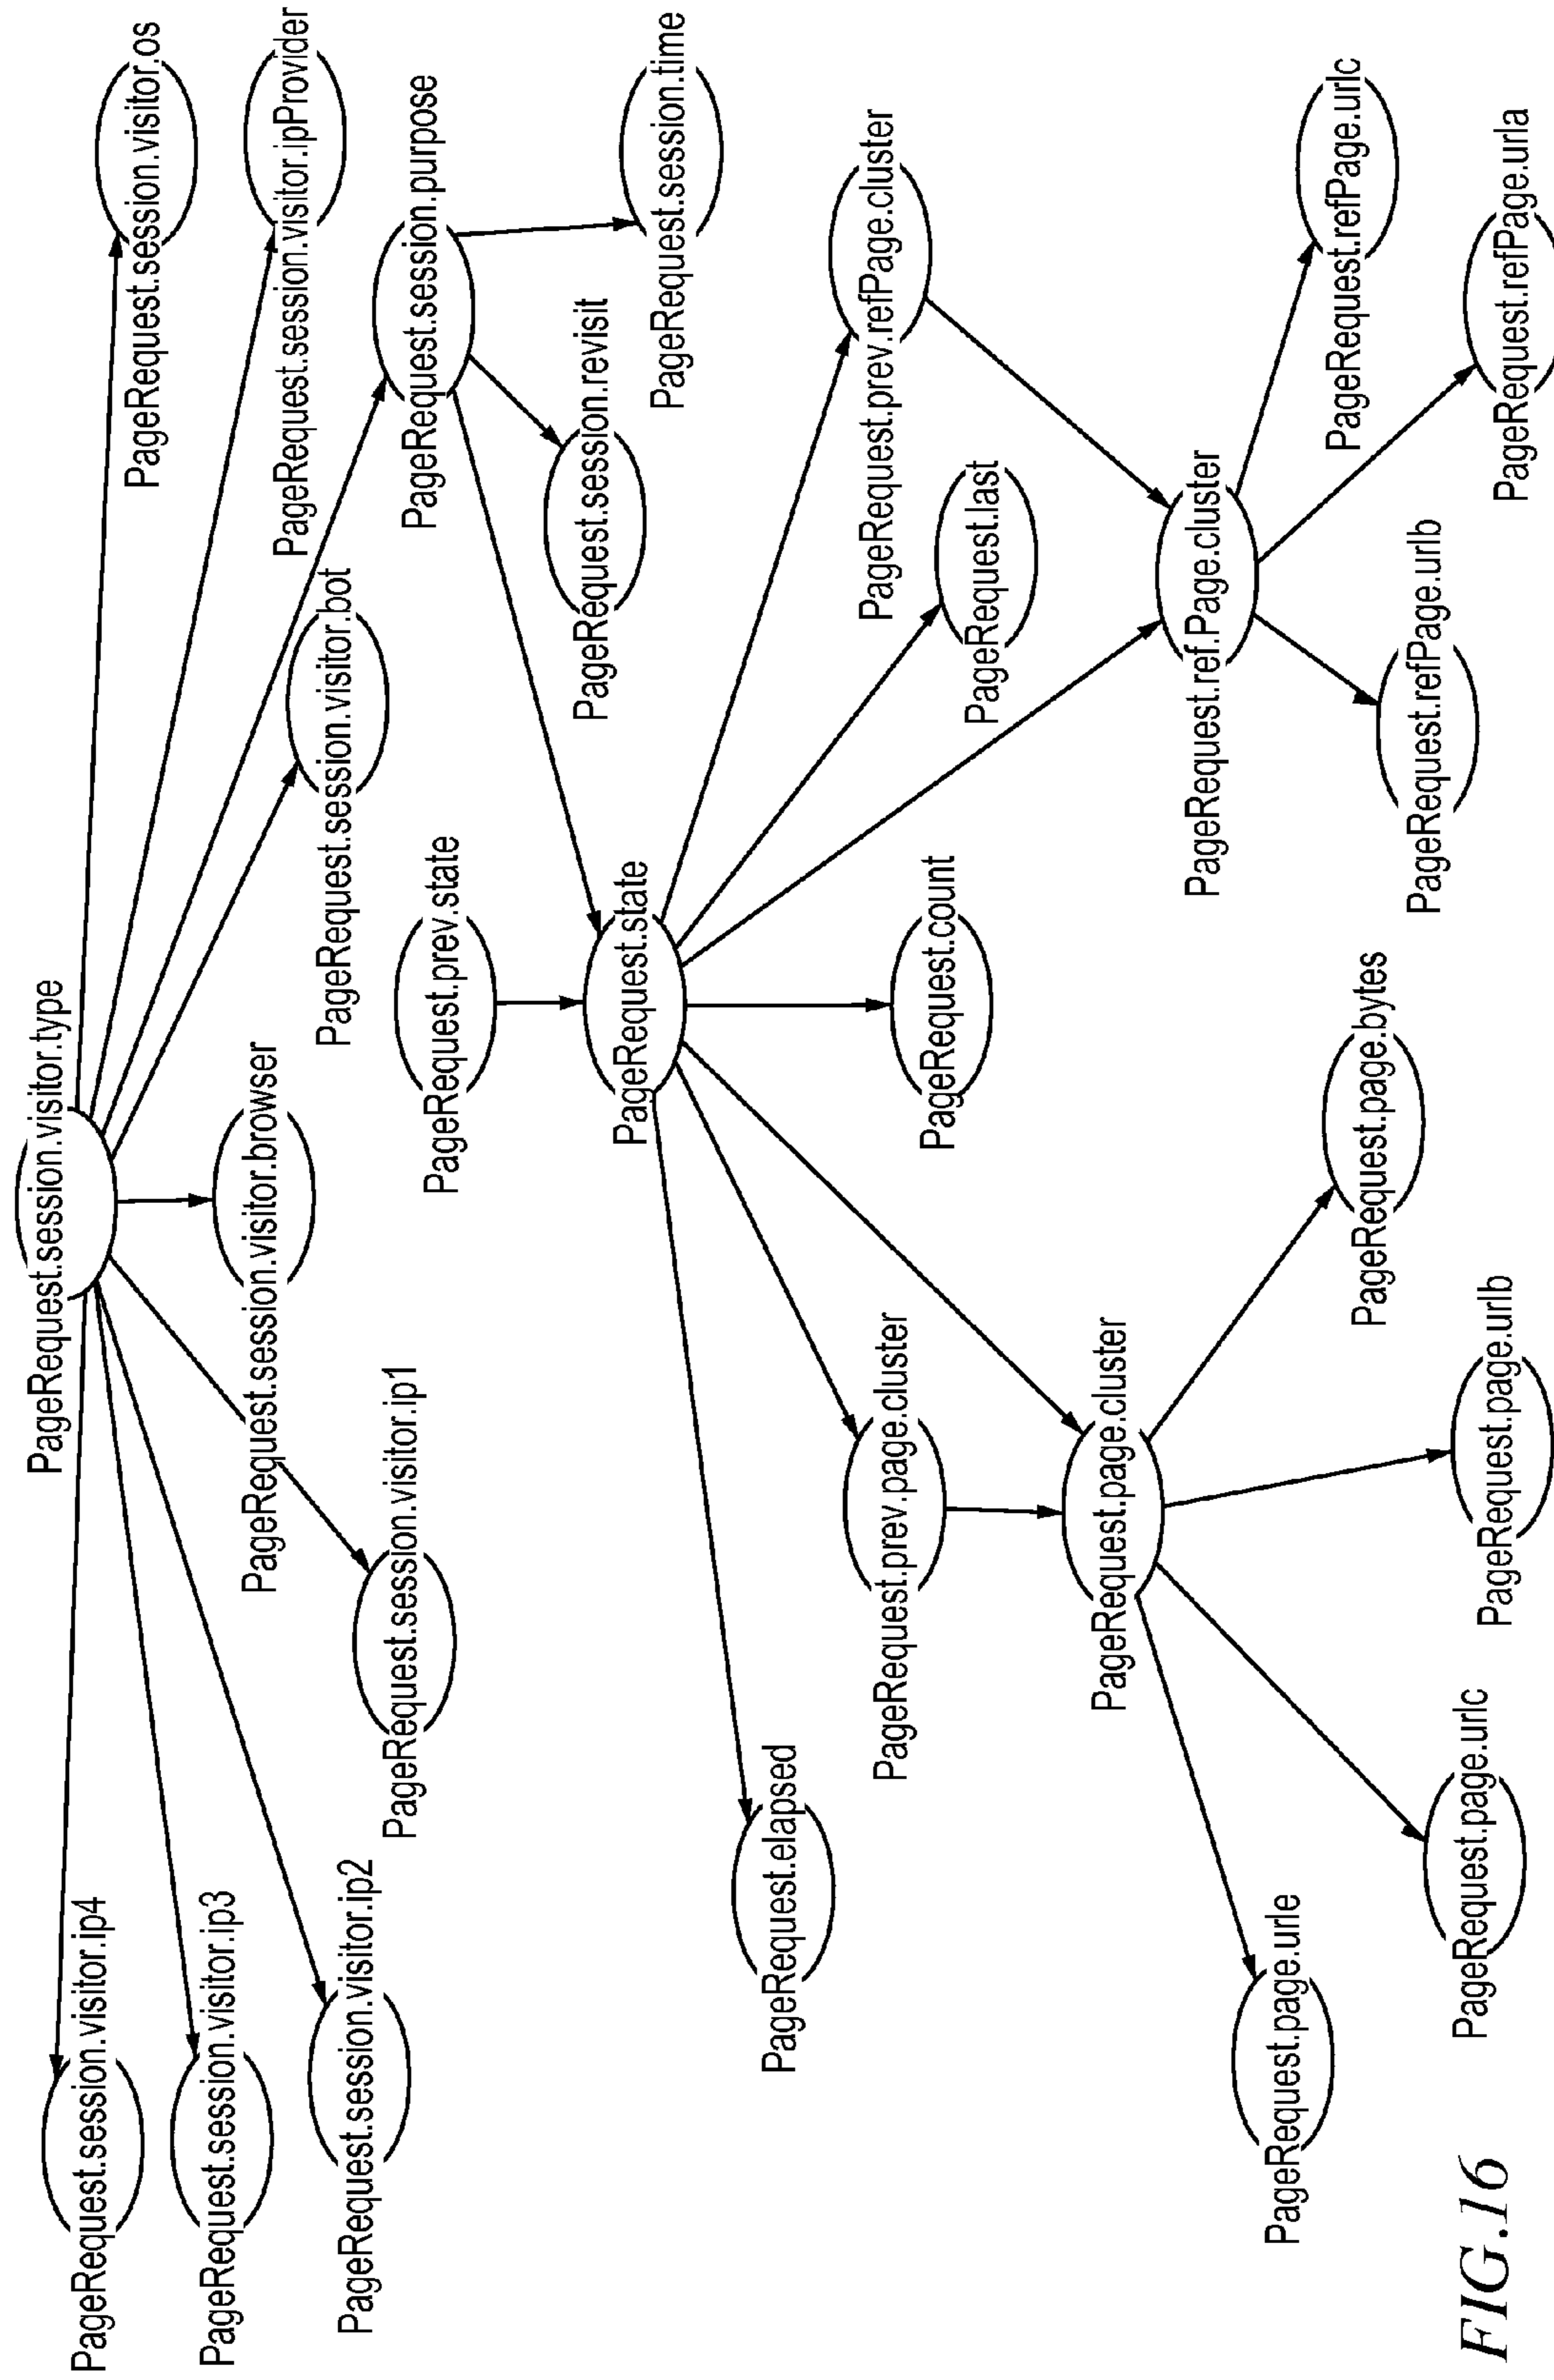 PageRequest.session.visitor.type
PageRequest.session.visitor.os
PageRequest.session.visitor.ipProvider
PageRequest.session.visitor.ip4
PageRequest.session.visitor.ip3
PageRequest.session.visitor.browser
PageRequest.session.visitor.bot
PageRequest.session.purpose
PageRequest.session.visitor.ip2
PageRequest.session.visitor.ip1
PageRequest.prev.state
PageRequest.session.revisit
PageRequest.session.time
PageRequest.state
PageRequest.elapsed
PageRequest.prev.page.cluster
PageRequest.count
PageRequest.last
PageRequest.prev.refPage.cluster
PageRequest.page.cluster
PageRequest.ref.Page.cluster
PageRequest.page.urle
PageRequest.page.bytes
PageRequest.refPage.urlb
PageRequest.refPage.urlc
PageRequest.page.urlc
PageRequest.page.urlb
PageRequest.refPage.urla
FIG.16